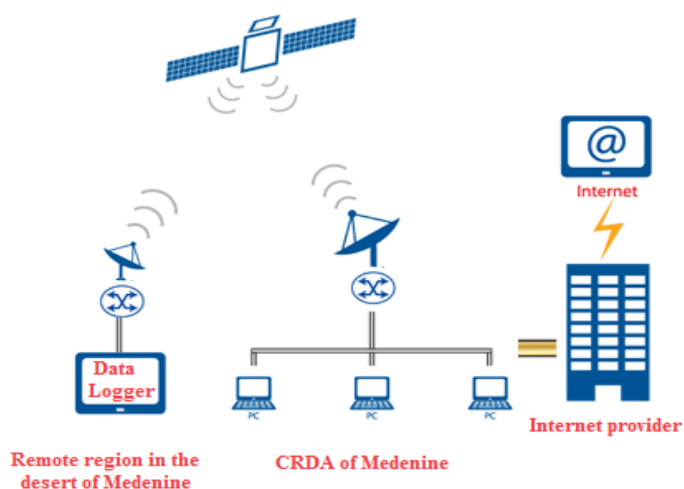 @
Internet
Data
Logger
PC
PC
PC
Internet provider
Remote region in the
desert of Medenine
CRDA of Medenine